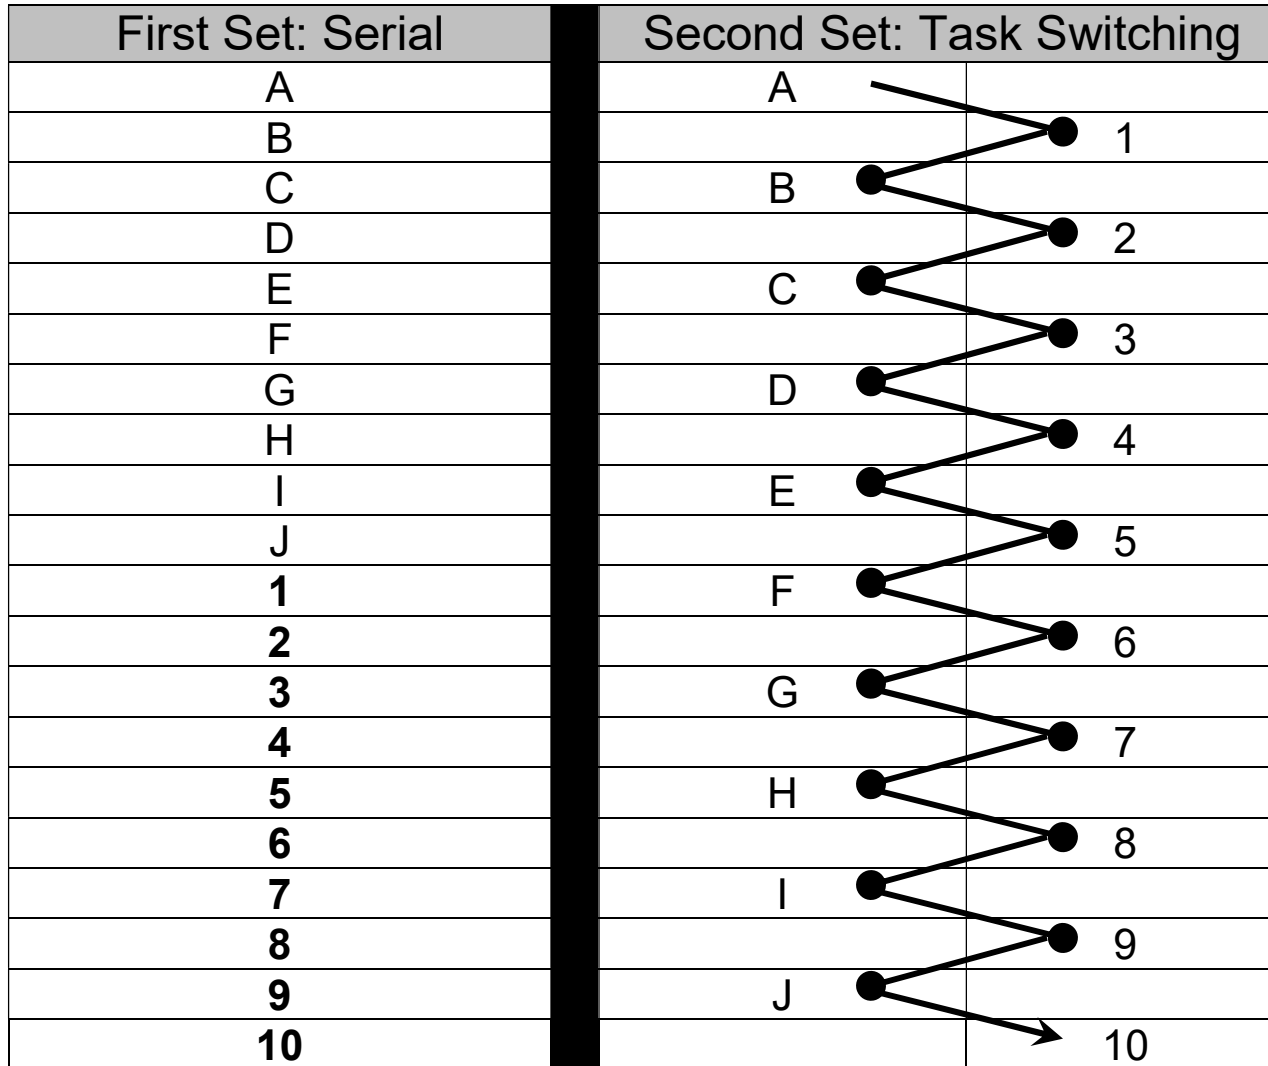 First Set: Serial Second Set: Task Switching
A A
B 1
C B
D 2
E C
F 3
G D
H 4
I E
J 5
1 F
2 6
3 G
4 7
5 H
6 8
7 I
8 9
9 J
10 10